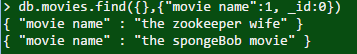 > db.movies.find({},{"movie name":1, _id:0})
{ "movie name" : "the zookeeper wife" }
{ "movie name" : "the spongeBob movie" }